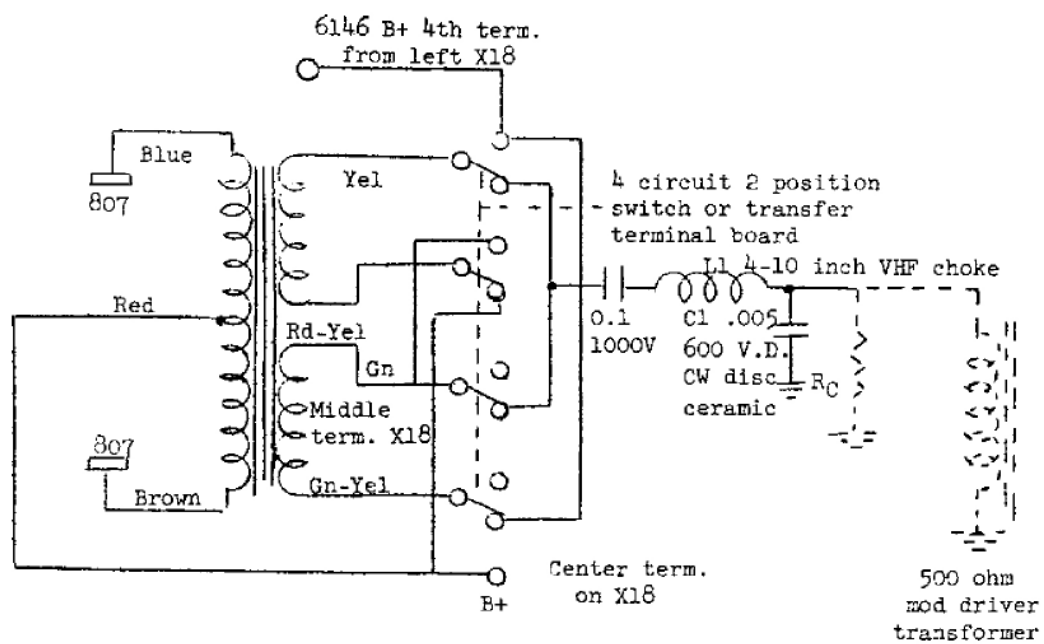 6146 B+ 4th term.
from left X18
Blue
807
Yel
4 circuit 2 position
switch or transfer
terminal board
L1 4-10 inch VHF choke
Red
Rd-Yel
0.1
1000V
C1 .005
600 V.D.
CW disc
ceramic
RC
Gn
Middle
term. X18
807
Gn-Yel
Brown
B+
Center term.
on X18
500 ohm
mod driver
transformer